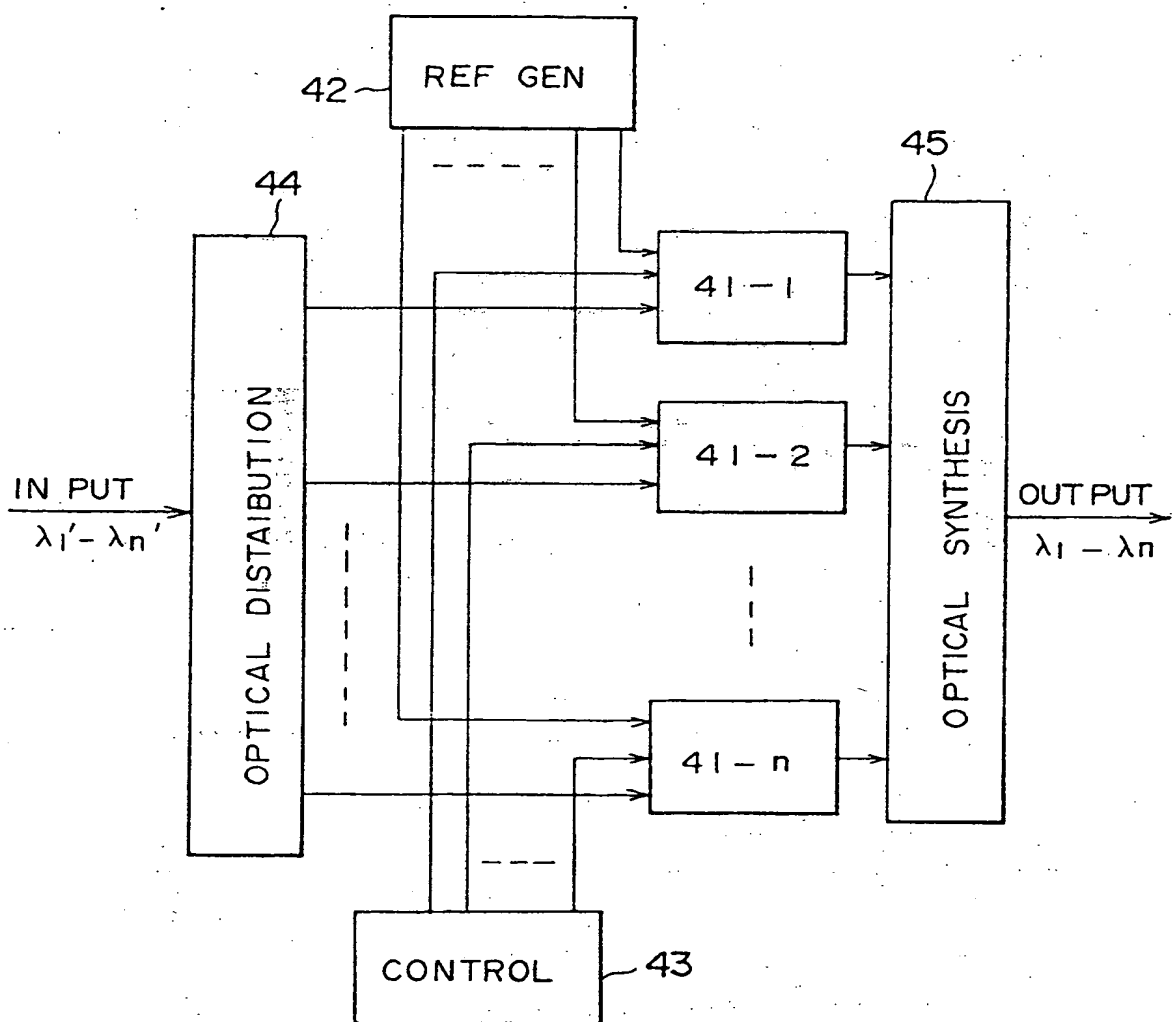 REF GEN
42
45
44
41-1
41-2
IN PUT
λ1'-λn'
OPTICAL DISTAIBUTION
OPTICAL SYNTHESIS
OUT PUT
λ1-λn
41-n
CONTROL
43